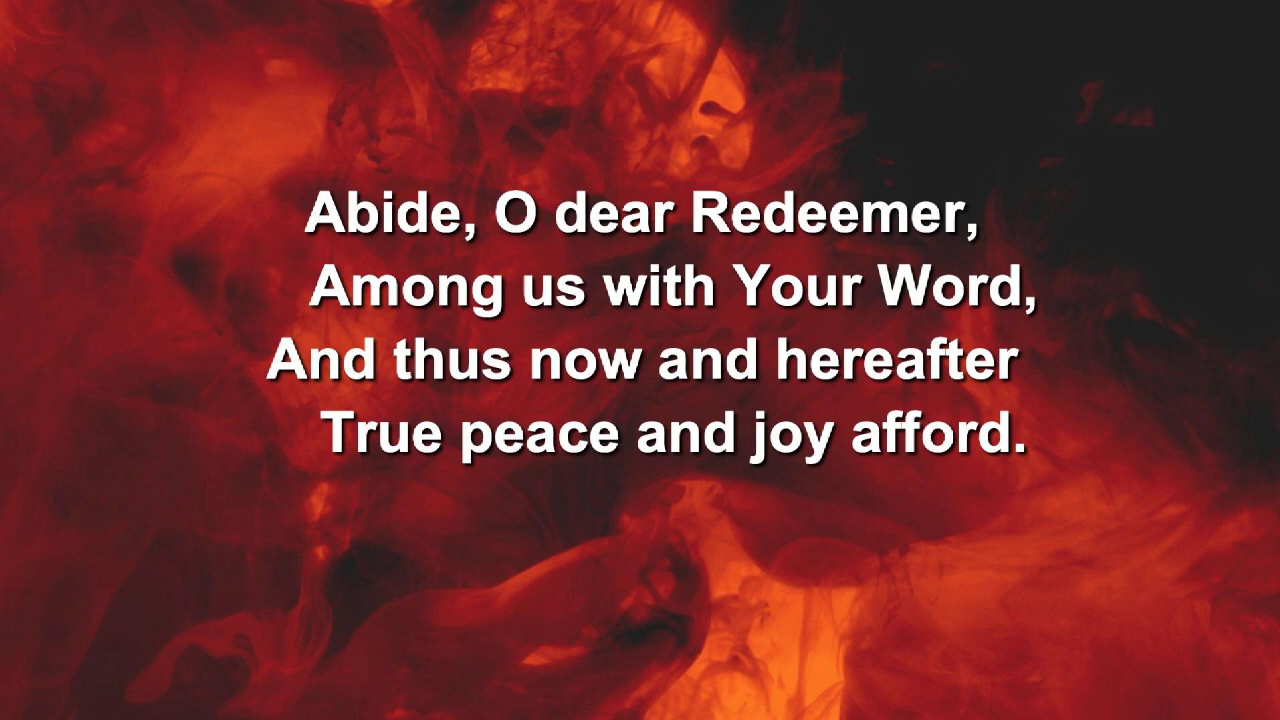 Abide, O dear Redeemer,
Among us with Your Word,
And thus now and hereafter
True peace and joy afford.